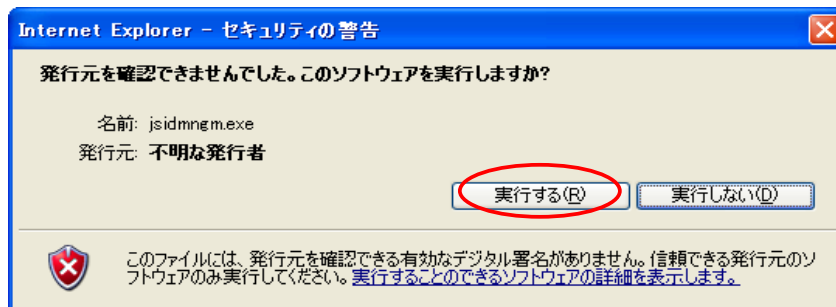 Internet Explorer - セキュリティの警告
発行元を確認できませんでした。このソフトウェアを実行しますか?
名前: jsidmngm.exe
発行元: 不明な発行者
実行する(R) 実行しない(D)
このファイルには、発行元を確認できる有効なデジタル署名がありません。信頼できる発行元のソ
フトウェアのみ実行してください。実行することのできるソフトウェアの詳細を表示します。